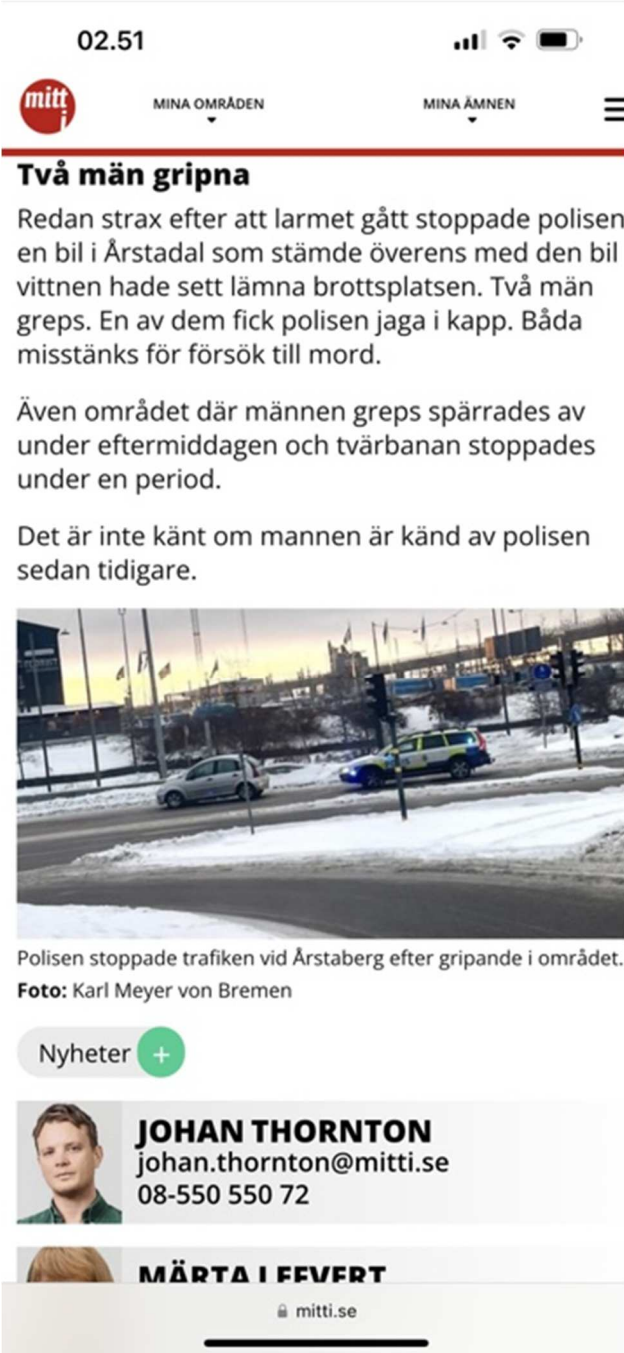 02.51
mitt
i
MINA OMRÅDEN
MINA ÄMNEN
Två män gripna
Redan strax efter att larmet gått stoppade polisen
en bil i Årstadal som stämde överens med den bil
vittnen hade sett lämna brottsplatsen. Två män
greps. En av dem fick polisen jaga i kapp. Båda
misstänks för försök till mord.
Även området där männen greps spärrades av
under eftermiddagen och tvärbanan stoppades
under en period.
Det är inte känt om mannen är känd av polisen
sedan tidigare.
Polisen stoppade trafiken vid Årstaberg efter gripande i området.
Foto: Karl Meyer von Bremen
Nyheter +
JOHAN THORNTON
johan.thornton@mitti.se
08-550 550 72
MÄRTA LEFVERT
mitti.se